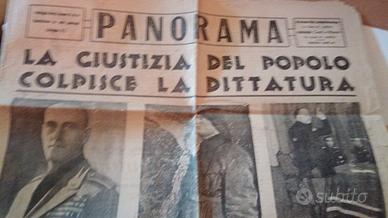 PANORAMA
LA GIUSTIZIA DEL POPOLO
COLPISCE LA DITTATURA
subito